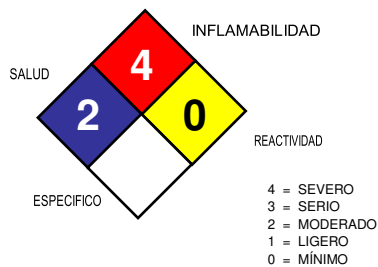 INFLAMABILIDAD
4
SALUD
2
0
REACTIVIDAD
ESPECIFICO
4 = SEVERO
3 = SERIO
2 = MODERADO
1 = LIGERO
0 = MÍNIMO